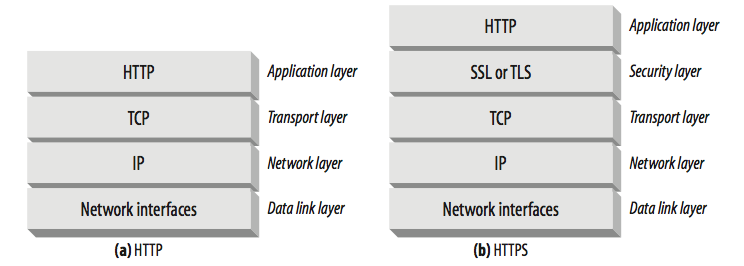 HTTP Application layer
HTTP Application layer SSL or TLS Security layer
TCP Transport layer TCP Transport layer
IP Network layer IP Network layer
Network interfaces Data link layer Network interfaces Data link layer
(a) HTTP (b) HTTPS